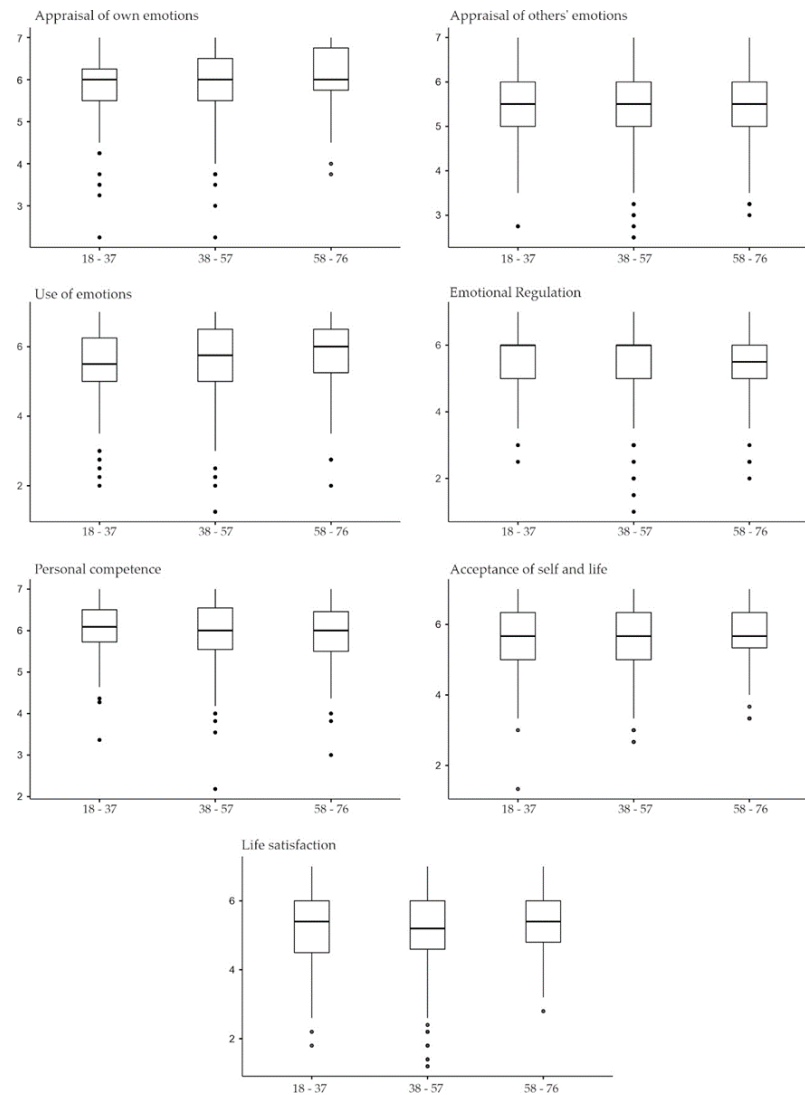 Appraisal of own emotions
7
6
5
4
3
18 - 37
38 - 57
58 - 76
Appraisal of others' emotions
7
6
5
4
3
18 - 37
38 - 57
58 - 76
Use of emotions
6
4
2
18 - 37
38 - 57
58 - 76
Emotional Regulation
6
4
2
18 - 37
38 - 57
58 - 76
Personal competence
7
6
5
4
3
2
18 - 37
38 - 57
58 - 76
Acceptance of self and life
6
4
2
18 - 37
38 - 57
58 - 76
Life satisfaction
6
4
2
18 - 37
38 - 57
58 - 76